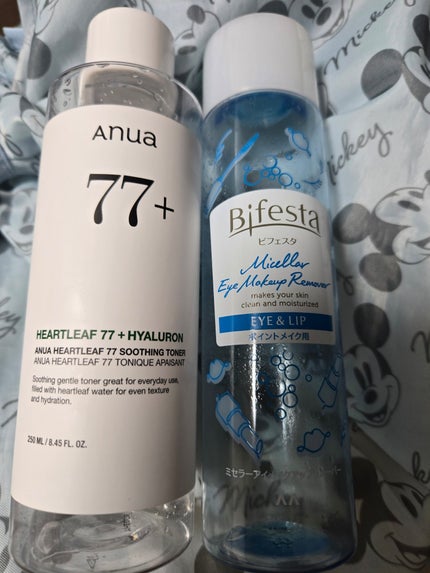 Anua
77+
HEARTLEAF 77 + HYALURON
ANUA HEARTLEAF 77 SOOTHING TONER
ANUA HEARTLEAF 77 TONIQUE APAISANT
Soothing gentle toner great for everyday use,
filled with heartleaf water for even texture
and hydration.
250 ML / 8.45 FL. OZ.
Bifesta
ビフェスタ
Micellar
Eye Makeup Remover
makes your skin
clean and moisturized
EYE & LIP
ポイントメイク用
Mickey
Mickey